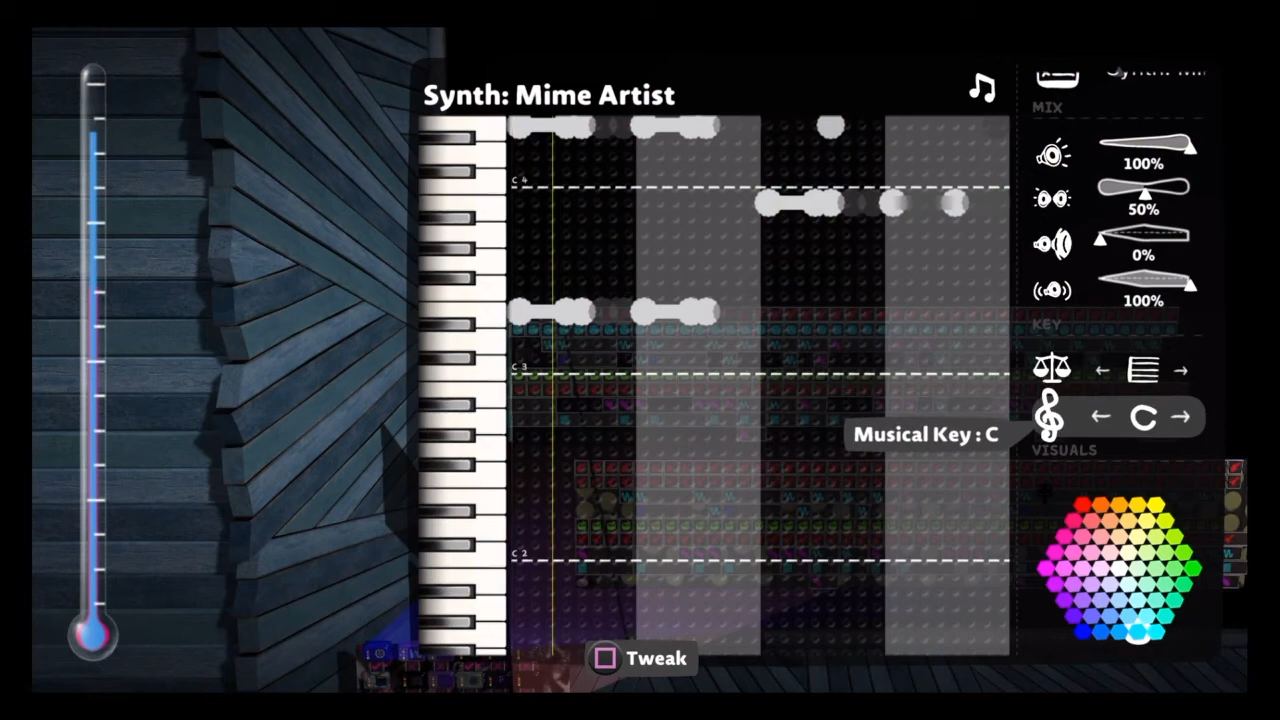 Synth: Mime Artist
MIX
100%
50%
0%
100%
KEY
C
Musical Key : C
VISUALS
C 4
C 3
C 2
Tweak